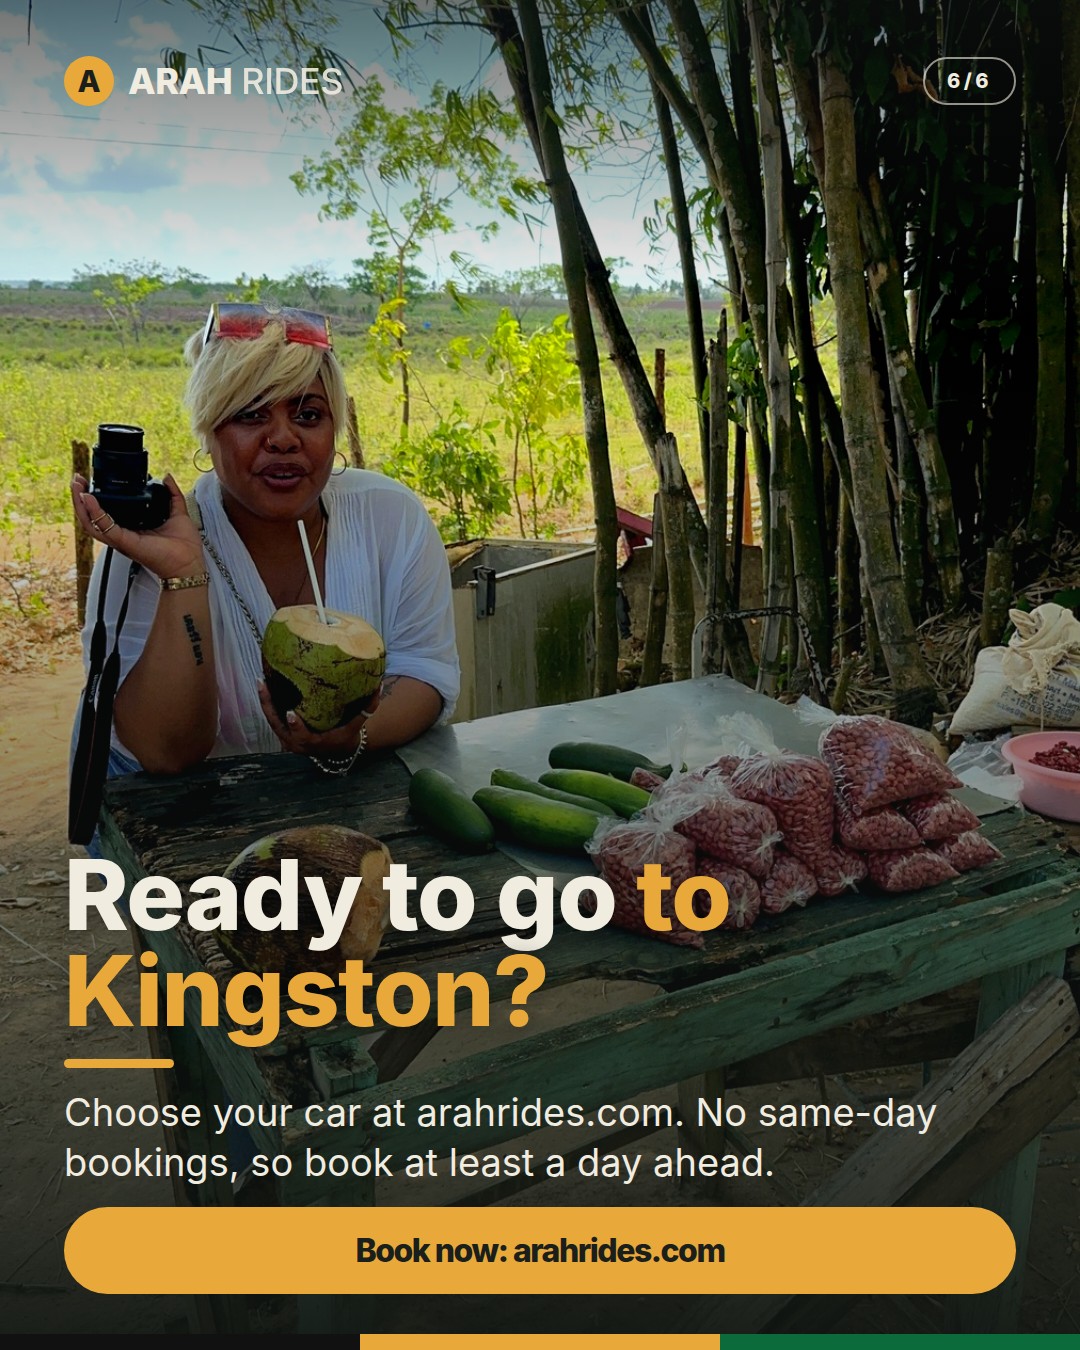 A ARAH RIDES
6/6
Ready to go to
Kingston?
Choose your car at arahrides.com. No same-day
bookings, so book at least a day ahead.
Book now: arahrides.com